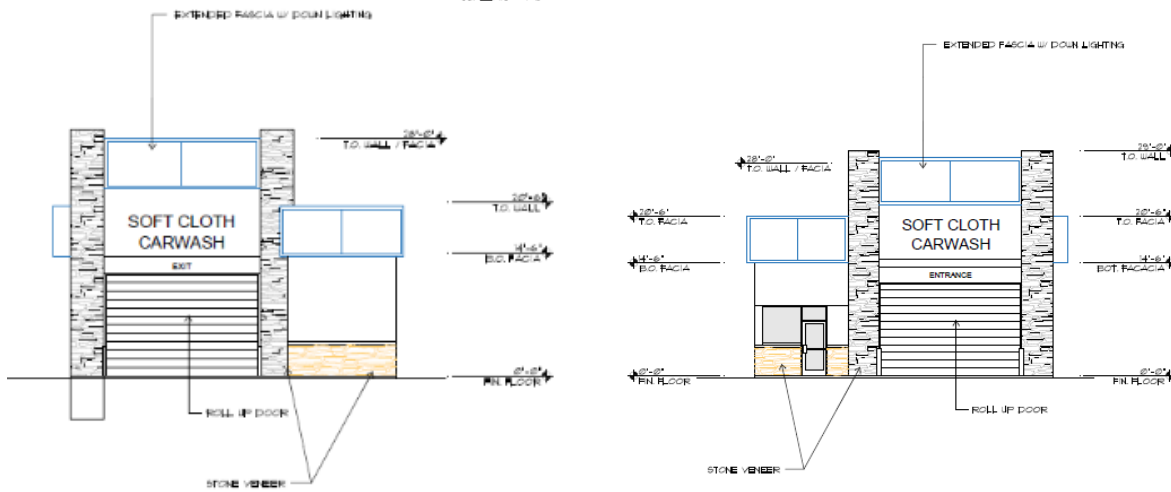 EXTENDED FASCIA W/ DOWN LIGHTING
28'-0"
T.O. WALL / FACIA
20'-6"
T.O. WALL
14'-6"
B.O. FACIA
SOFT CLOTH
CARWASH
EXIT
0'-0"
FIN. FLOOR
ROLL UP DOOR
STONE VENEER
EXTENDED FASCIA W/ DOWN LIGHTING
28'-0"
T.O. WALL / FACIA
20'-6"
T.O. FACIA
14'-6"
B.O. FACIA
0'-0"
FIN. FLOOR
SOFT CLOTH
CARWASH
ENTRANCE
T.O. WALL
20'-6"
T.O. FACIA
14'-6"
BOT. FACACIA
0'-0"
FIN. FLOOR
ROLL UP DOOR
STONE VENEER